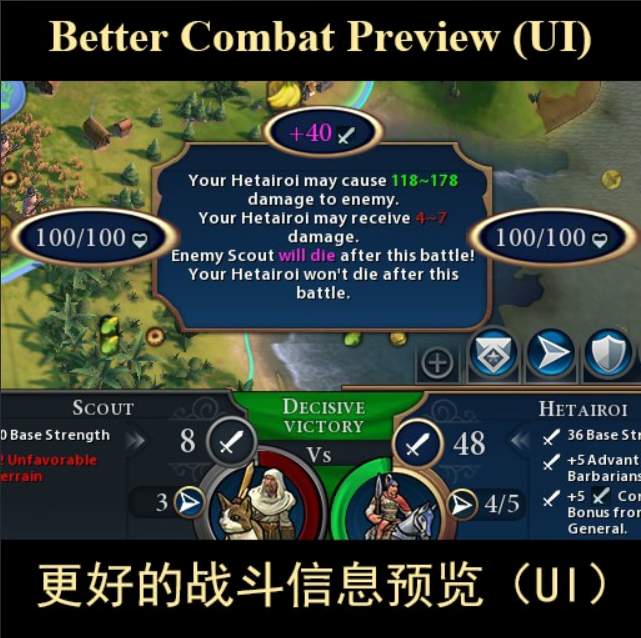 Better Combat Preview (UI)
+40
Your Hetairoi may cause 118~178
damage to enemy.
Your Hetairoi may receive 4~7
damage.
Enemy Scout will die after this battle!
Your Hetairoi won't die after this
battle.
100/100
100/100
SCOUT
DECISIVE
VICTORY
HETAIROI
0 Base Strength
8
Vs
48
36 Base Str
! Unfavorable
errain
+5 Advant
Barbarians
3
4/5
+5 Co
Bonus from
General.
更好的战斗信息预览（UI）